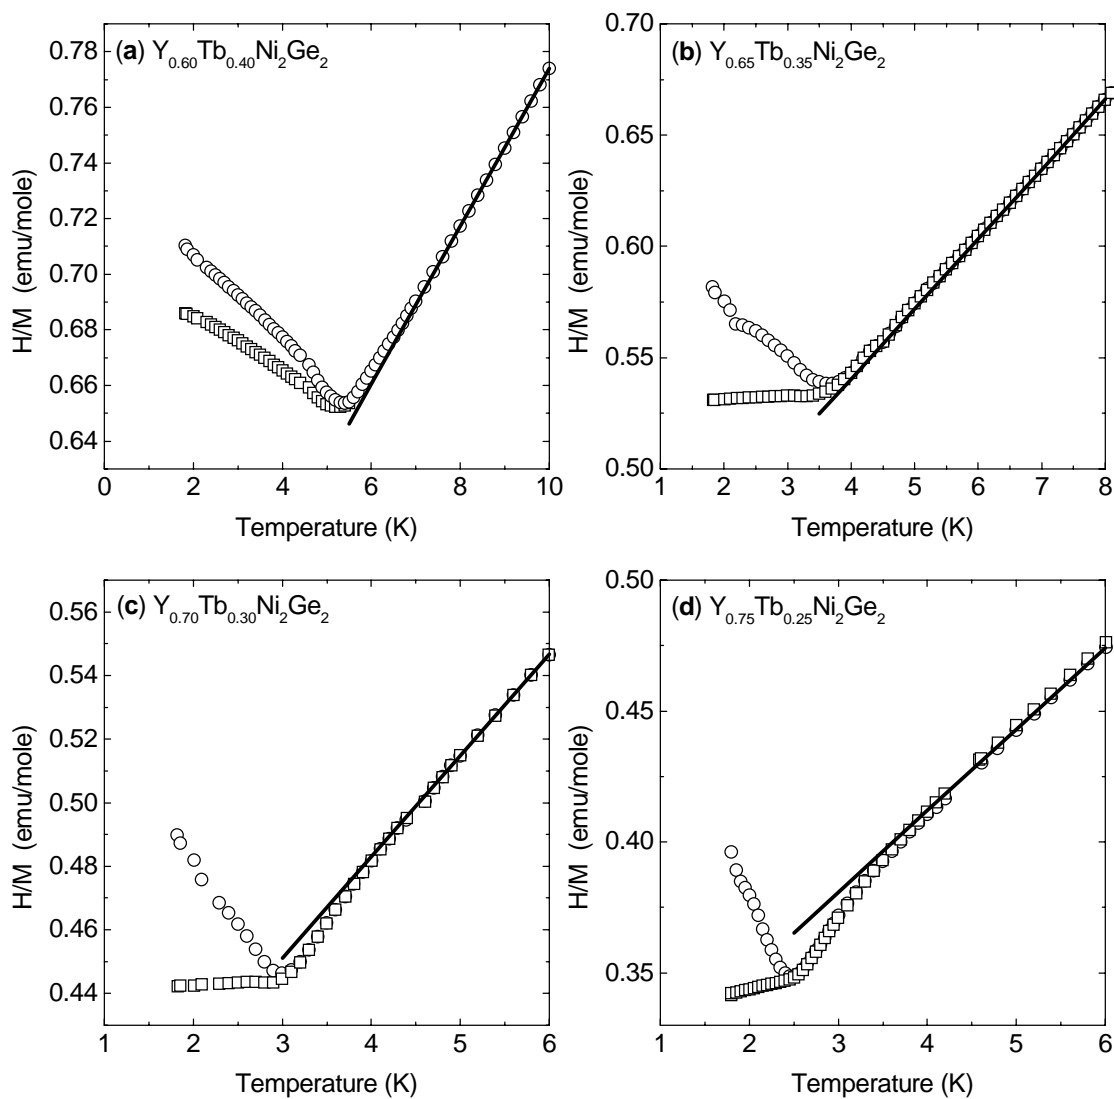 (a) Y0.60Tb0.40Ni2Ge2
0.78
0.76
0.74
0.72
0.70
0.68
0.66
0.64
H/M (emu/mole)
0 2 4 6 8 10
Temperature (K)
(b) Y0.65Tb0.35Ni2Ge2
0.70
0.65
0.60
0.55
0.50
H/M (emu/mole)
1 2 3 4 5 6 7 8
Temperature (K)
(c) Y0.70Tb0.30Ni2Ge2
0.56
0.54
0.52
0.50
0.48
0.46
0.44
H/M (emu/mole)
1 2 3 4 5 6
Temperature (K)
(d) Y0.75Tb0.25Ni2Ge2
0.50
0.45
0.40
0.35
H/M (emu/mole)
1 2 3 4 5 6
Temperature (K)